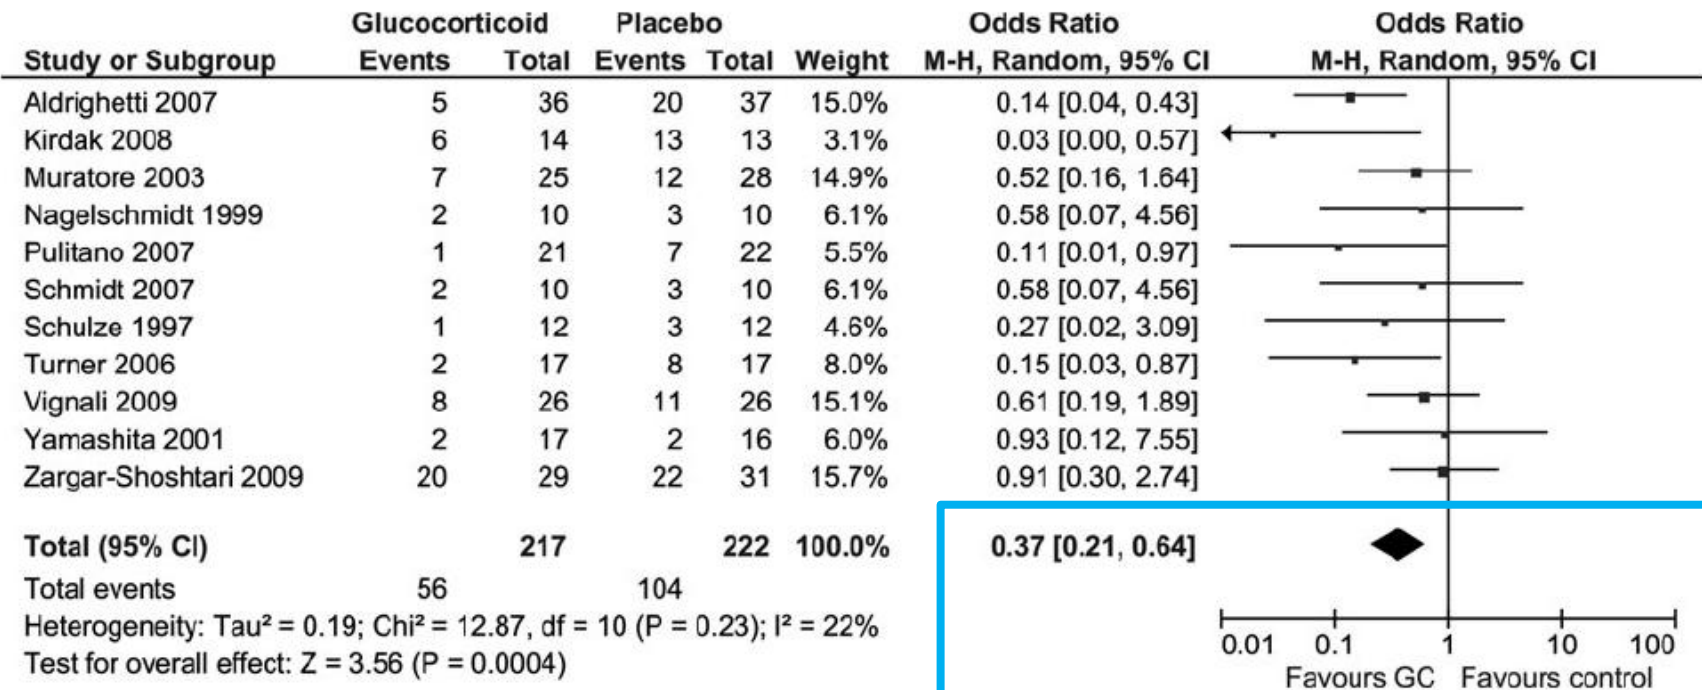 Glucocorticoid Placebo Odds Ratio Odds Ratio
Study or Subgroup Events Total Events Total Weight M-H, Random, 95% CI M-H, Random, 95% CI
Aldrighetti 2007 5 36 20 37 15.0% 0.14 [0.04, 0.43]
Kirdak 2008 6 14 13 13 3.1% 0.03 [0.00, 0.57]
Muratore 2003 7 25 12 28 14.9% 0.52 [0.16, 1.64]
Nagelschmidt 1999 2 10 3 10 6.1% 0.58 [0.07, 4.56]
Pulitano 2007 1 21 7 22 5.5% 0.11 [0.01, 0.97]
Schmidt 2007 2 10 3 10 6.1% 0.58 [0.07, 4.56]
Schulze 1997 1 12 3 12 4.6% 0.27 [0.02, 3.09]
Turner 2006 2 17 8 17 8.0% 0.15 [0.03, 0.87]
Vignali 2009 8 26 11 26 15.1% 0.61 [0.19, 1.89]
Yamashita 2001 2 17 2 16 6.0% 0.93 [0.12, 7.55]
Zargar-Shoshtari 2009 20 29 22 31 15.7% 0.91 [0.30, 2.74]
Total (95% CI) 217 222 100.0% 0.37 [0.21, 0.64]
Total events 56 104
Heterogeneity: Tau² = 0.19; Chi² = 12.87, df = 10 (P = 0.23); I² = 22%
Test for overall effect: Z = 3.56 (P = 0.0004)
0.01 0.1 1 10 100
Favours GC Favours control